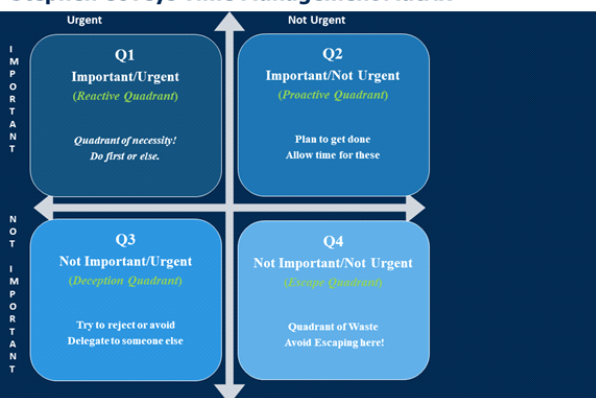 Urgent
Not Urgent
IMPORTANT
Q1
Important/Urgent
(Reactive Quadrant)
Quadrant of necessity!
Do first or else.
Q2
Important/Not Urgent
(Proactive Quadrant)
Plan to get done
Allow time for these
NOT IMPORTANT
Q3
Not Important/Urgent
(Deception Quadrant)
Try to reject or avoid
Delegate to someone else
Q4
Not Important/Not Urgent
(Escape Quadrant)
Quadrant of Waste
Avoid Escaping here!